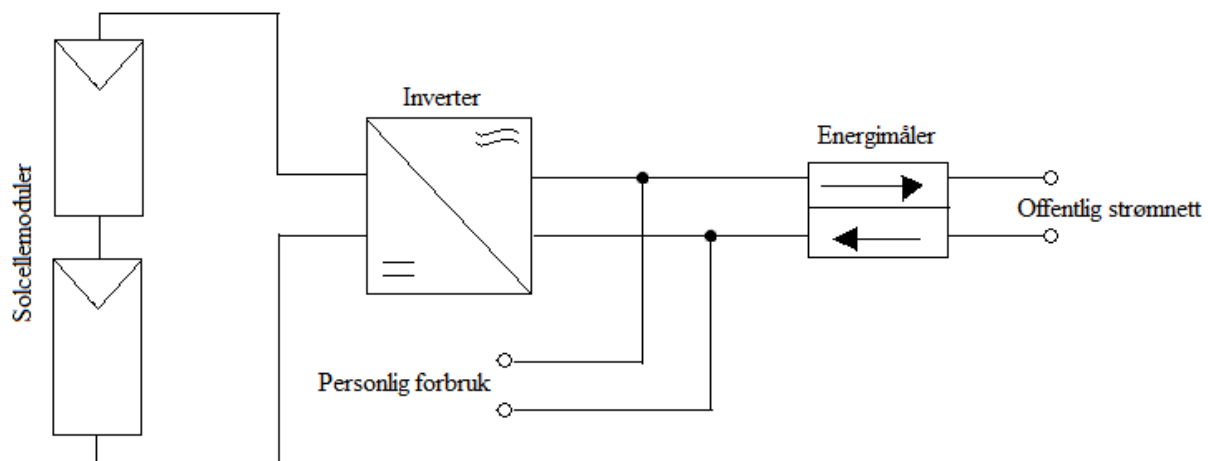 Inverter
Energimåler
Solcellemoduler
Offentlig strømnett
Personlig forbruk